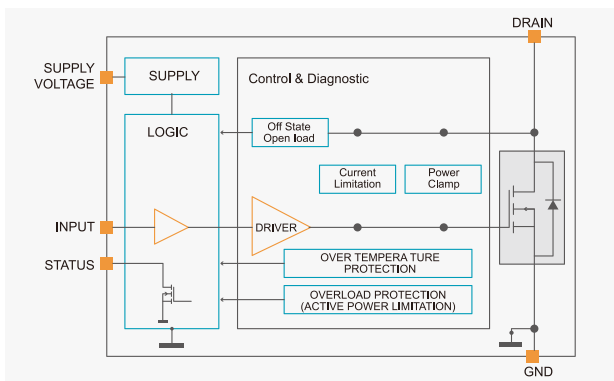 DRAIN
SUPPLY
VOLTAGE
SUPPLY
Control & Diagnostic
LOGIC
Off State
Open load
Current
Limitation
Power
Clamp
INPUT
DRIVER
STATUS
OVER TEMPERA TURE
PROTECTION
OVERLOAD PROTECTION
(ACTIVE POWER LIMITATION)
GND